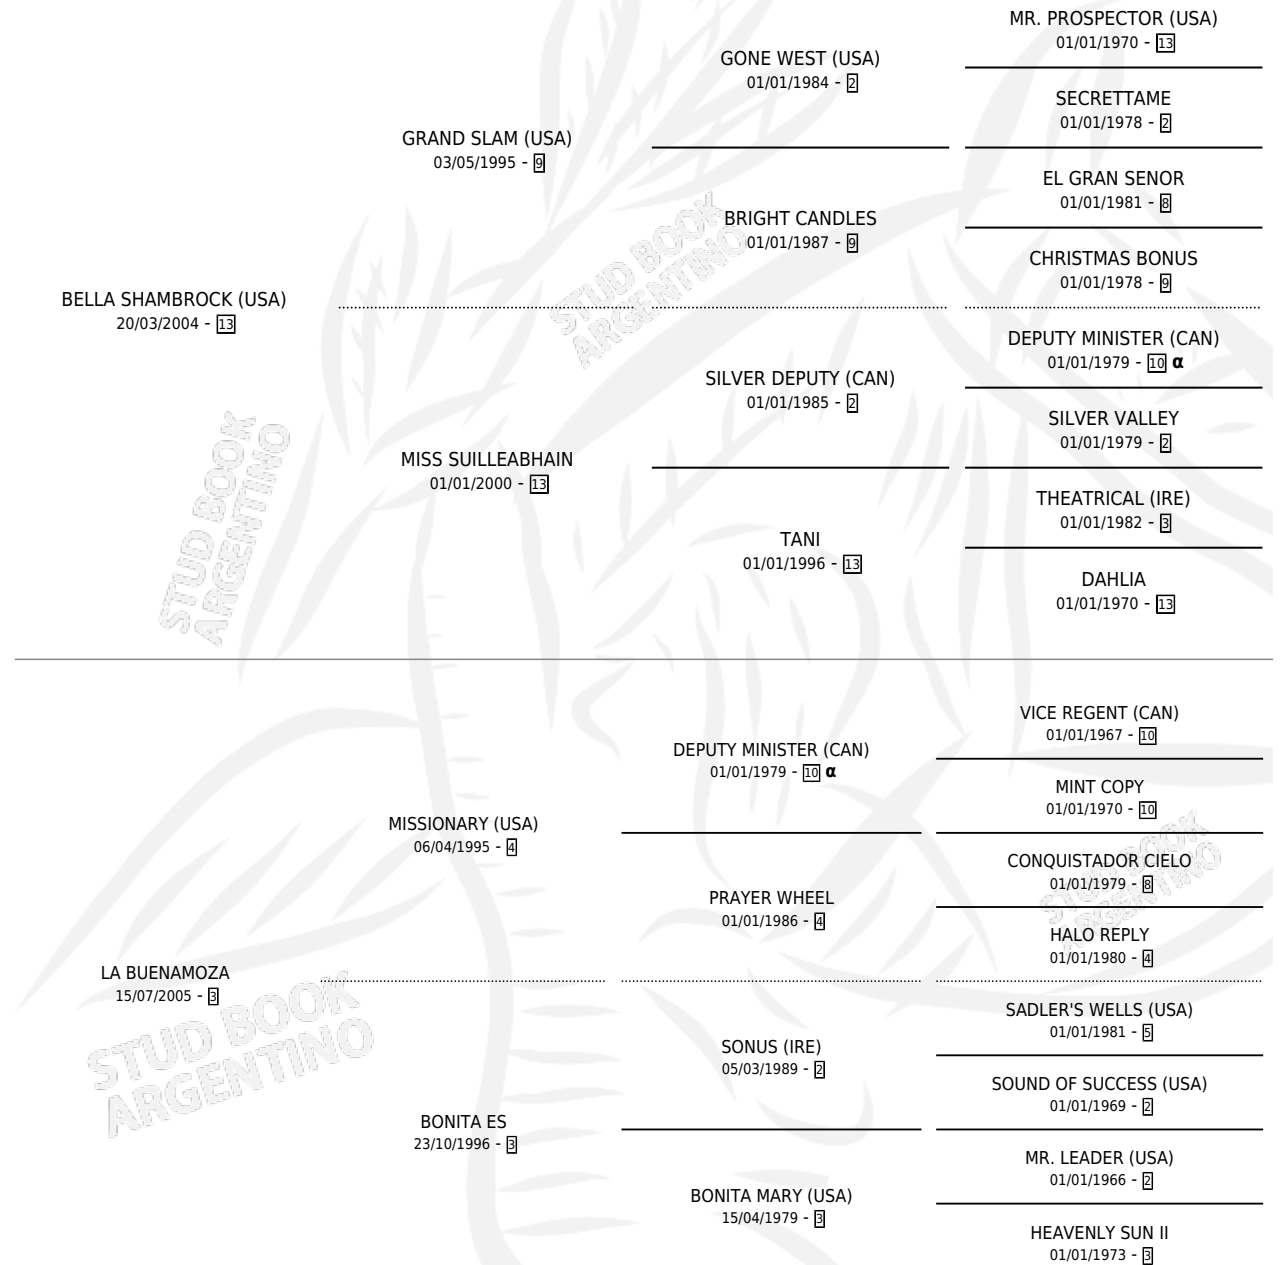 MR. PROSPECTOR (USA)
01/01/1970 - 13
GONE WEST (USA)
01/01/1984 - 2
SECRETTAME
01/01/1978 - 2
GRAND SLAM (USA)
03/05/1995 - 9
EL GRAN SENOR
01/01/1981 - 8
BRIGHT CANDLES
01/01/1987 - 9
CHRISTMAS BONUS
01/01/1978 - 9
BELLA SHAMBROCK (USA)
20/03/2004 - 13
STUD BOOK
ARGENTINO
DEPUTY MINISTER (CAN)
01/01/1979 - 10 α
SILVER DEPUTY (CAN)
01/01/1985 - 2
SILVER VALLEY
01/01/1979 - 2
MISS SUILLEABHAIN
01/01/2000 - 13
THEATRICAL (IRE)
01/01/1982 - 3
TANI
01/01/1996 - 13
DAHLIA
01/01/1970 - 13
STUD BOOK
ARGENTINO
VICE REGENT (CAN)
01/01/1967 - 10
DEPUTY MINISTER (CAN)
01/01/1979 - 10 α
MINT COPY
01/01/1970 - 10
MISSIONARY (USA)
06/04/1995 - 4
CONQUISTADOR CIELO
01/01/1979 - 8
PRAYER WHEEL
01/01/1986 - 4
HALO REPLY
01/01/1980 - 4
STUD BOOK
ARGENTINO
LA BUENAMOZA
15/07/2005 - 3
SADLER'S WELLS (USA)
01/01/1981 - 5
SONUS (IRE)
05/03/1989 - 2
SOUND OF SUCCESS (USA)
01/01/1969 - 2
BONITA ES
23/10/1996 - 3
MR. LEADER (USA)
01/01/1966 - 2
BONITA MARY (USA)
15/04/1979 - 3
HEAVENLY SUN II
01/01/1973 - 3
STUD BOOK
ARGENTINO